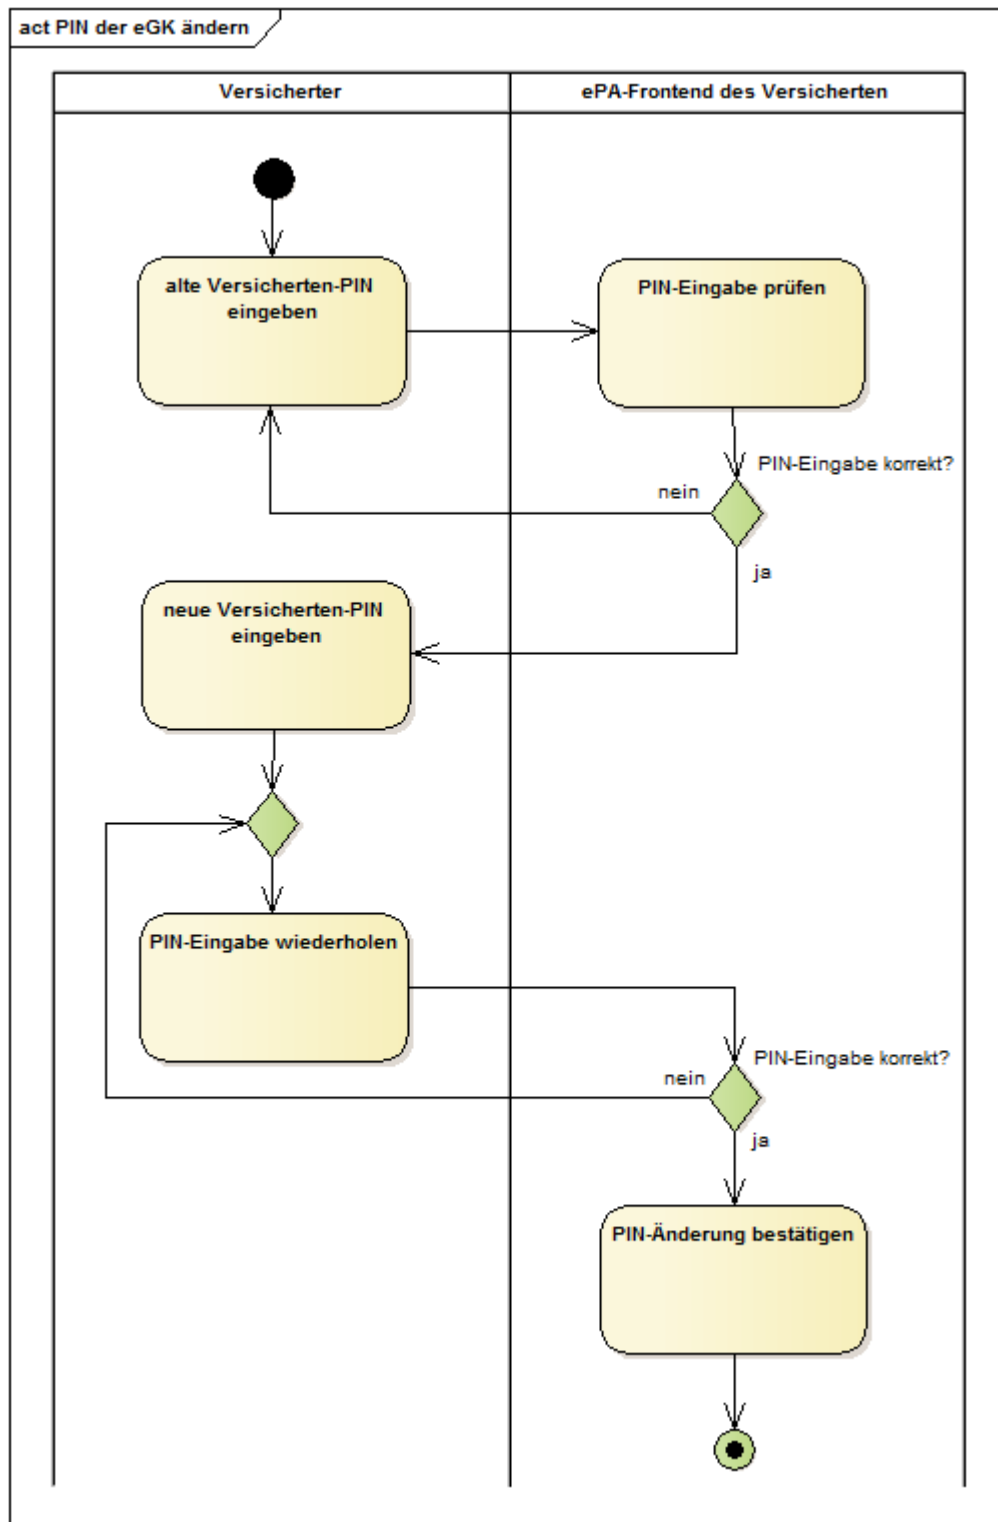 act PIN der eGK ändern
Versicherter
ePA-Frontend des Versicherten
alte Versicherten-PIN
eingeben
PIN-Eingabe prüfen
PIN-Eingabe korrekt?
nein
ja
neue Versicherten-PIN
eingeben
PIN-Eingabe wiederholen
PIN-Eingabe korrekt?
nein
ja
PIN-Änderung bestätigen